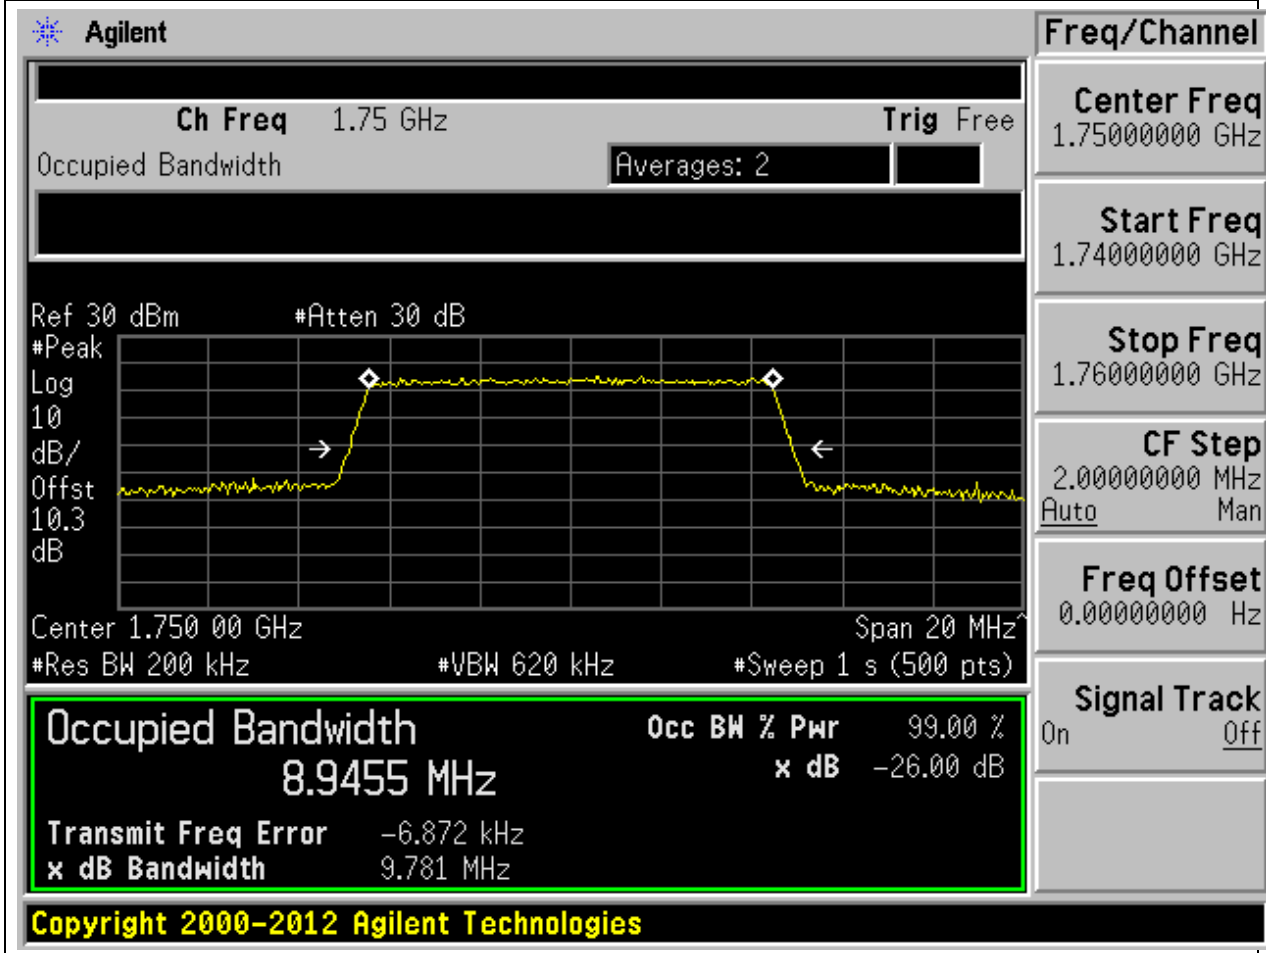 Agilent
Freq/Channel
Ch Freq 1.75 GHz Trig Free
Occupied Bandwidth Averages: 2
Center Freq
1.75000000 GHz
Start Freq
1.74000000 GHz
Stop Freq
1.76000000 GHz
CF Step
2.00000000 MHz
Auto Man
Freq Offset
0.00000000 Hz
Signal Track
On Off
Ref 30 dBm #Atten 30 dB
#Peak
Log
10
dB/
Offst
10.3
dB
Center 1.750 00 GHz Span 20 MHz^
#Res BW 200 kHz #VBW 620 kHz #Sweep 1 s (500 pts)
Occupied Bandwidth Occ BW % Pwr 99.00 %
8.9455 MHz x dB -26.00 dB
Transmit Freq Error -6.872 kHz
x dB Bandwidth 9.781 MHz
Copyright 2000-2012 Agilent Technologies